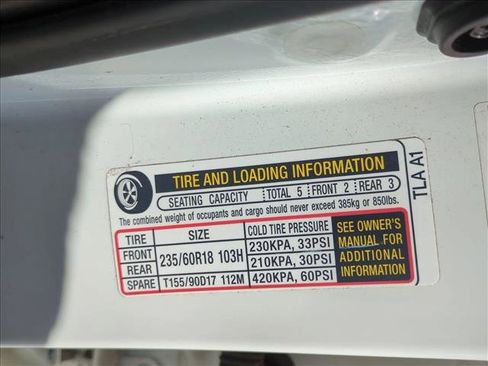 TIRE AND LOADING INFORMATION
SEATING CAPACITY TOTAL 5 FRONT 2 REAR 3
The combined weight of occupants and cargo should never exceed 385kg or 850lbs.
TIRE SIZE COLD TIRE PRESSURE
FRONT 235/60R18 103H 230KPA, 33PSI
REAR 210KPA, 30PSI
SPARE T155/90D17 112M 420KPA, 60PSI
SEE OWNER'S
MANUAL FOR
ADDITIONAL
INFORMATION
TLA A1